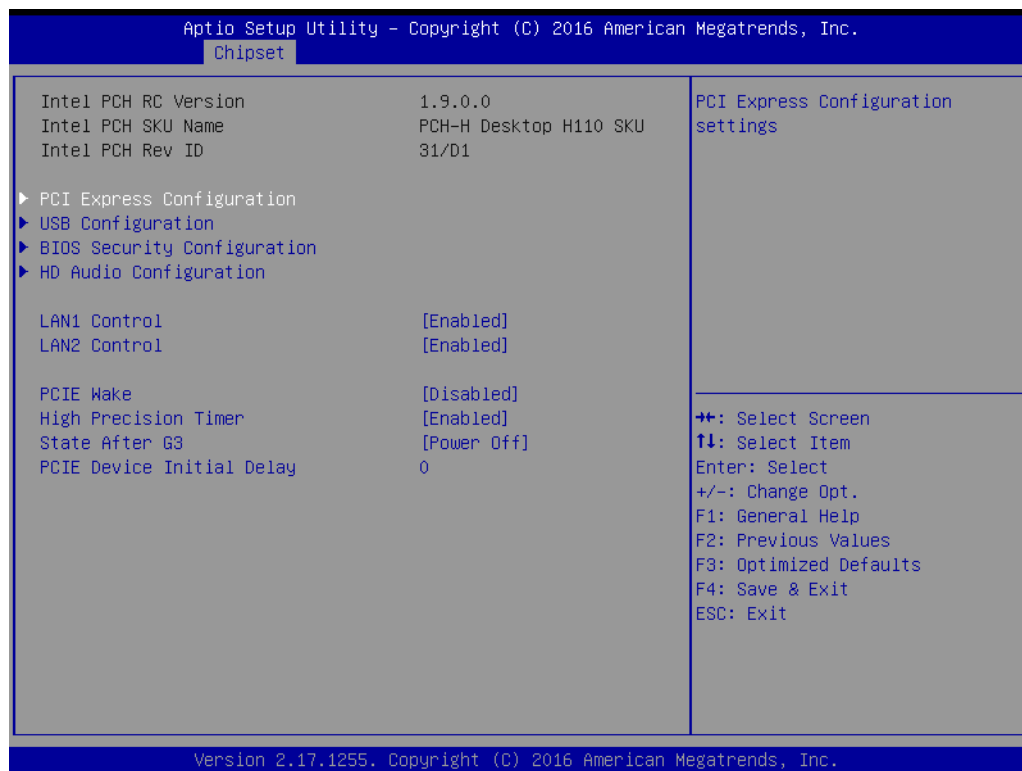 Aptio Setup Utility – Copyright (C) 2016 American Megatrends, Inc.
Chipset
Intel PCH RC Version 1.9.0.0
Intel PCH SKU Name PCH-H Desktop H110 SKU
Intel PCH Rev ID 31/D1
PCI Express Configuration
USB Configuration
BIOS Security Configuration
HD Audio Configuration
LAN1 Control [Enabled]
LAN2 Control [Enabled]
PCIE Wake [Disabled]
High Precision Timer [Enabled]
State After G3 [Power Off]
PCIE Device Initial Delay 0
PCI Express Configuration
settings
→←: Select Screen
↑↓: Select Item
Enter: Select
+/-: Change Opt.
F1: General Help
F2: Previous Values
F3: Optimized Defaults
F4: Save & Exit
ESC: Exit
Version 2.17.1255. Copyright (C) 2016 American Megatrends, Inc.